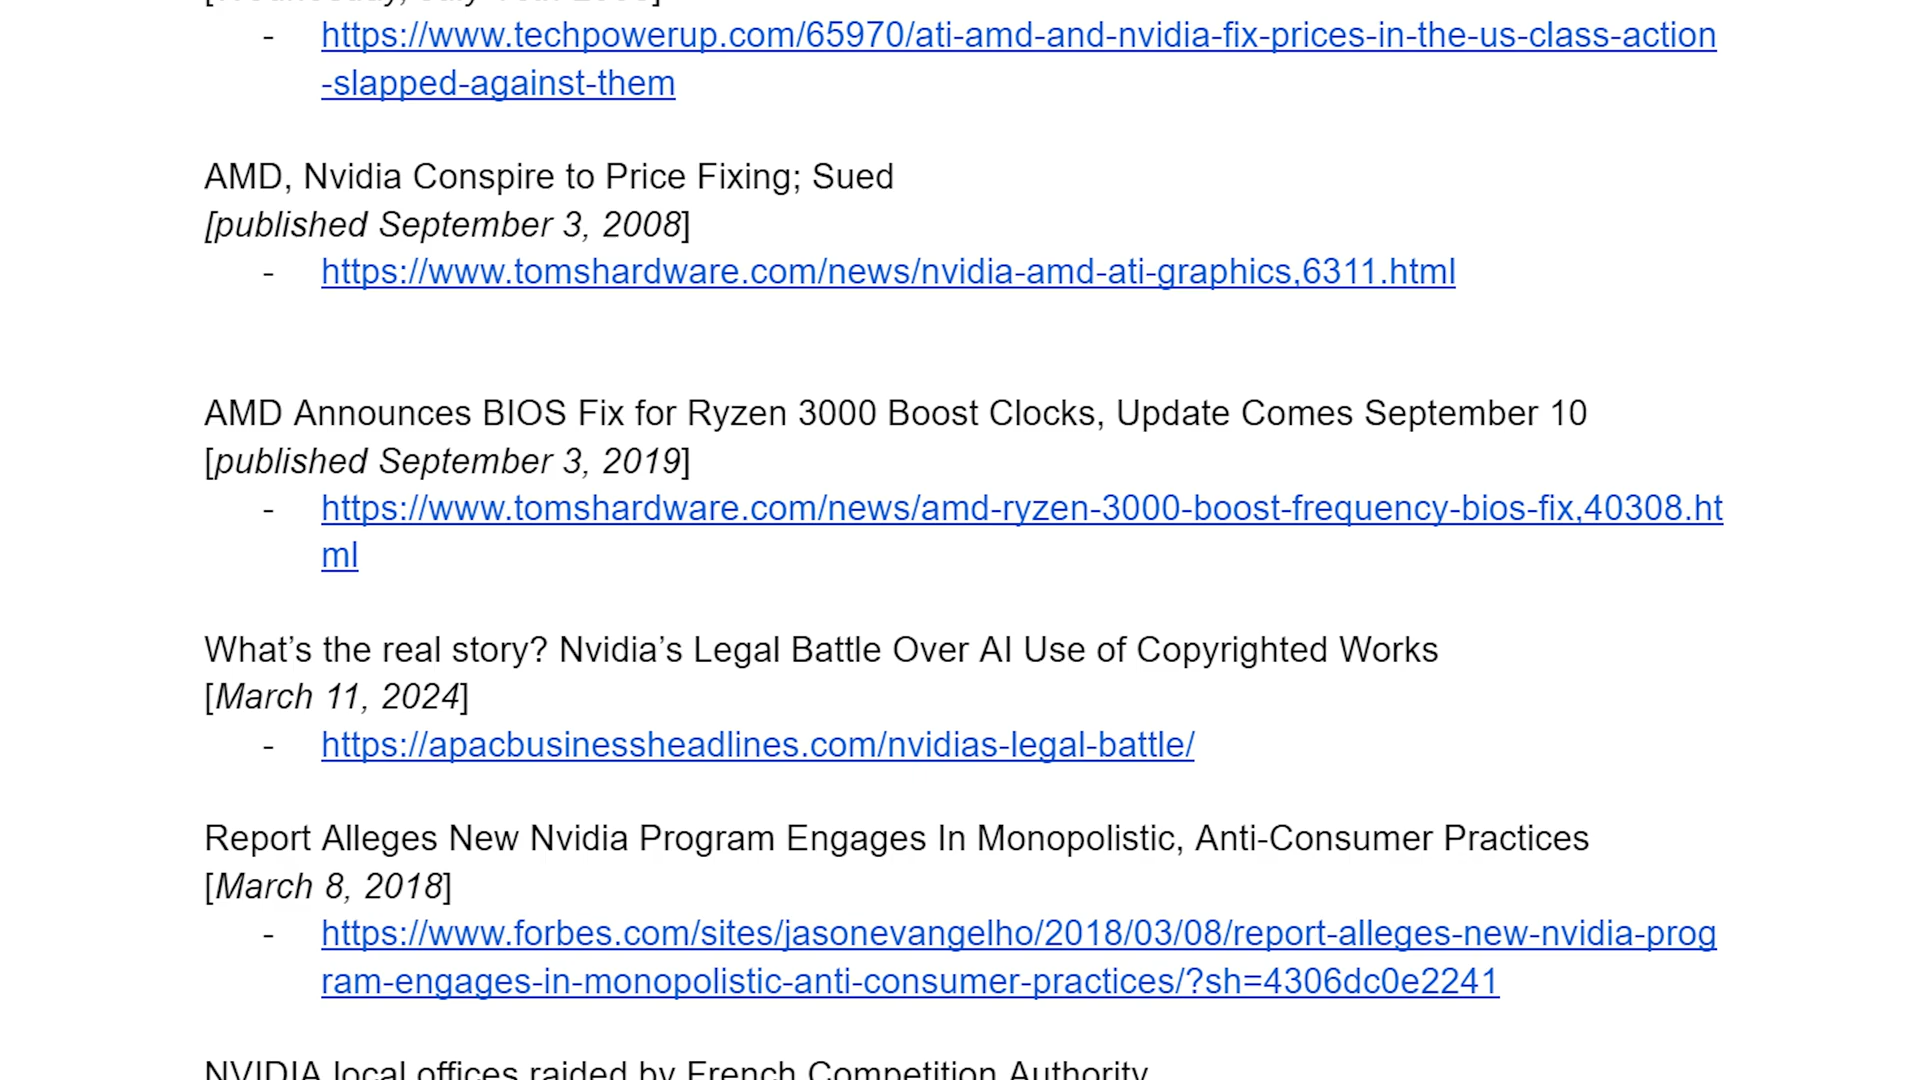 - https://www.techpowerup.com/65970/ati-amd-and-nvidia-fix-prices-in-the-us-class-action
-slapped-against-them
AMD, Nvidia Conspire to Price Fixing; Sued
[published September 3, 2008]
- https://www.tomshardware.com/news/nvidia-amd-ati-graphics,6311.html
AMD Announces BIOS Fix for Ryzen 3000 Boost Clocks, Update Comes September 10
[published September 3, 2019]
- https://www.tomshardware.com/news/amd-ryzen-3000-boost-frequency-bios-fix,40308.ht
ml
What’s the real story? Nvidia’s Legal Battle Over AI Use of Copyrighted Works
[March 11, 2024]
- https://apacbusinessheadlines.com/nvidias-legal-battle/
Report Alleges New Nvidia Program Engages In Monopolistic, Anti-Consumer Practices
[March 8, 2018]
- https://www.forbes.com/sites/jasonevangelho/2018/03/08/report-alleges-new-nvidia-prog
ram-engages-in-monopolistic-anti-consumer-practices/?sh=4306dc0e2241
NVIDIA local offices raided by French Competition Authority